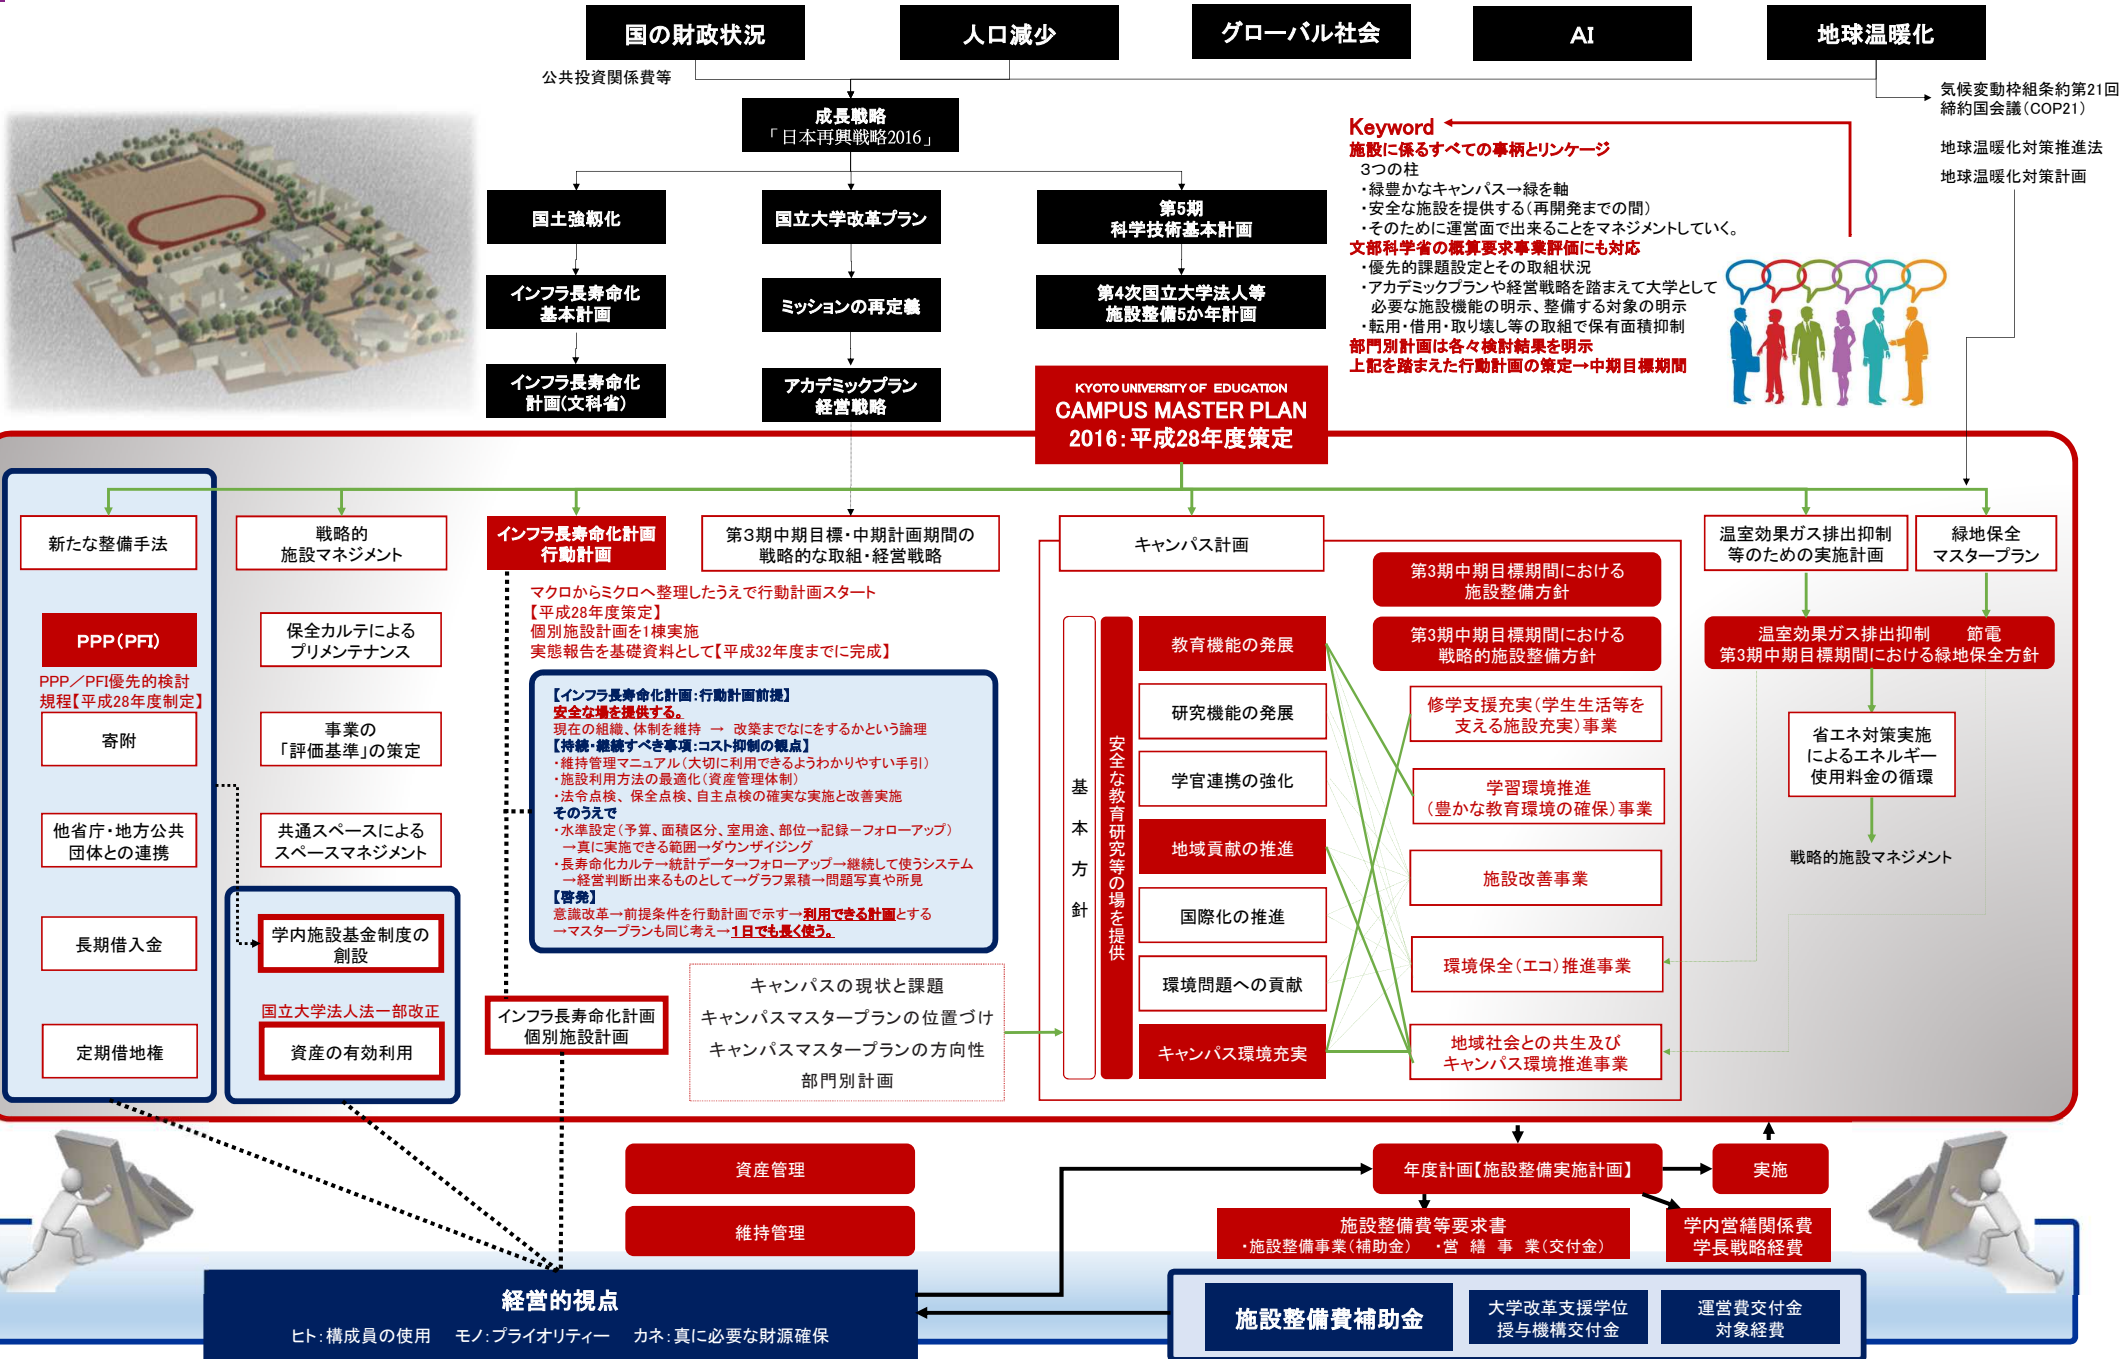 国の財政状況
人口減少
グローバル社会
AI
地球温暖化
公共投資関係費等
気候変動枠組条約第21回
締約国会議(COP21)
地球温暖化対策推進法
地球温暖化対策計画
成長戦略
「日本再興戦略2016」
国土強靱化
国立大学改革プラン
第5期
科学技術基本計画
インフラ長寿命化
基本計画
ミッションの再定義
第4次国立大学法人等
施設整備5か年計画
インフラ長寿命化
計画(文科省)
アカデミックプラン
経営戦略
Keyword
施設に係るすべての事柄とリンケージ
3つの柱
・緑豊かなキャンパス→緑を軸
・安全な施設を提供する(再開発までの間)
・そのために運営面で出来ることをマネジメントしていく。
文部科学省の概算要求事業評価にも対応
・優先的課題設定とその取組状況
・アカデミックプランや経営戦略を踏まえて大学として
必要な施設機能の明示、整備する対象の明示
・転用・借用・取り壊し等の取組で保有面積抑制
部門別計画は各々検討結果を明示
上記を踏まえた行動計画の策定→中期目標期間
KYOTO UNIVERSITY OF EDUCATION
CAMPUS MASTER PLAN
2016:平成28年度策定
新たな整備手法
PPP(PFI)
PPP/PFI優先的検討
規程【平成28年度制定】
寄附
他省庁・地方公共
団体との連携
長期借入金
定期借地権
戦略的
施設マネジメント
保全カルテによる
プリメンテナンス
事業の
「評価基準」の策定
共通スペースによる
スペースマネジメント
学内施設基金制度の
創設
国立大学法人法一部改正
資産の有効利用
インフラ長寿命化計画
行動計画
第3期中期目標・中期計画期間の
戦略的な取組・経営戦略
マクロからミクロへ整理したうえで行動計画スタート
【平成28年度策定】
個別施設計画を1棟実施
実態報告を基礎資料として【平成32年度までに完成】
【インフラ長寿命化計画:行動計画前提】
安全な場を提供する。
現在の組織、体制を維持 → 改築までなにをするかという論理
【持続・継続すべき事項:コスト抑制の観点】
・維持管理マニュアル(大切に利用できるようわかりやすい手引)
・施設利用方法の最適化(資産管理体制)
・法令点検、保全点検、自主点検の確実な実施と改善実施
そのうえで
・水準設定(予算、面積区分、室用途、部位→記録ーフォローアップ)
→真に実施できる範囲→ダウンザイジング
・長寿命化カルテ→統計データ→フォローアップ→継続して使うシステム
→経営判断出来るものとして→グラフ累積→問題写真や所見
【啓発】
意識改革→前提条件を行動計画で示す→利用できる計画とする
→マスタープランも同じ考え→1日でも長く使う。
インフラ長寿命化計画
個別施設計画
キャンパスの現状と課題
キャンパスマスタープランの位置づけ
キャンパスマスタープランの方向性
部門別計画
キャンパス計画
基本方針
安全な教育研究等の場を提供
教育機能の発展
研究機能の発展
学官連携の強化
地域貢献の推進
国際化の推進
環境問題への貢献
キャンパス環境充実
第3期中期目標期間における
施設整備方針
第3期中期目標期間における
戦略的施設整備方針
修学支援充実(学生生活等を
支える施設充実)事業
学習環境推進
(豊かな教育環境の確保)事業
施設改善事業
環境保全(エコ)推進事業
地域社会との共生及び
キャンパス環境推進事業
温室効果ガス排出抑制
等のための実施計画
緑地保全
マスタープラン
温室効果ガス排出抑制 節電
第3期中期目標期間における緑地保全方針
省エネ対策実施
によるエネルギー
使用料金の循環
戦略的施設マネジメント
資産管理
維持管理
年度計画【施設整備実施計画】
実施
施設整備費等要求書
・施設整備事業(補助金) ・営 繕 事 業(交付金)
学内営繕関係費
学長戦略経費
経営的視点
ヒト:構成員の使用 モノ:プライオリティー カネ:真に必要な財源確保
施設整備費補助金
大学改革支援学位
授与機構交付金
運営費交付金
対象経費